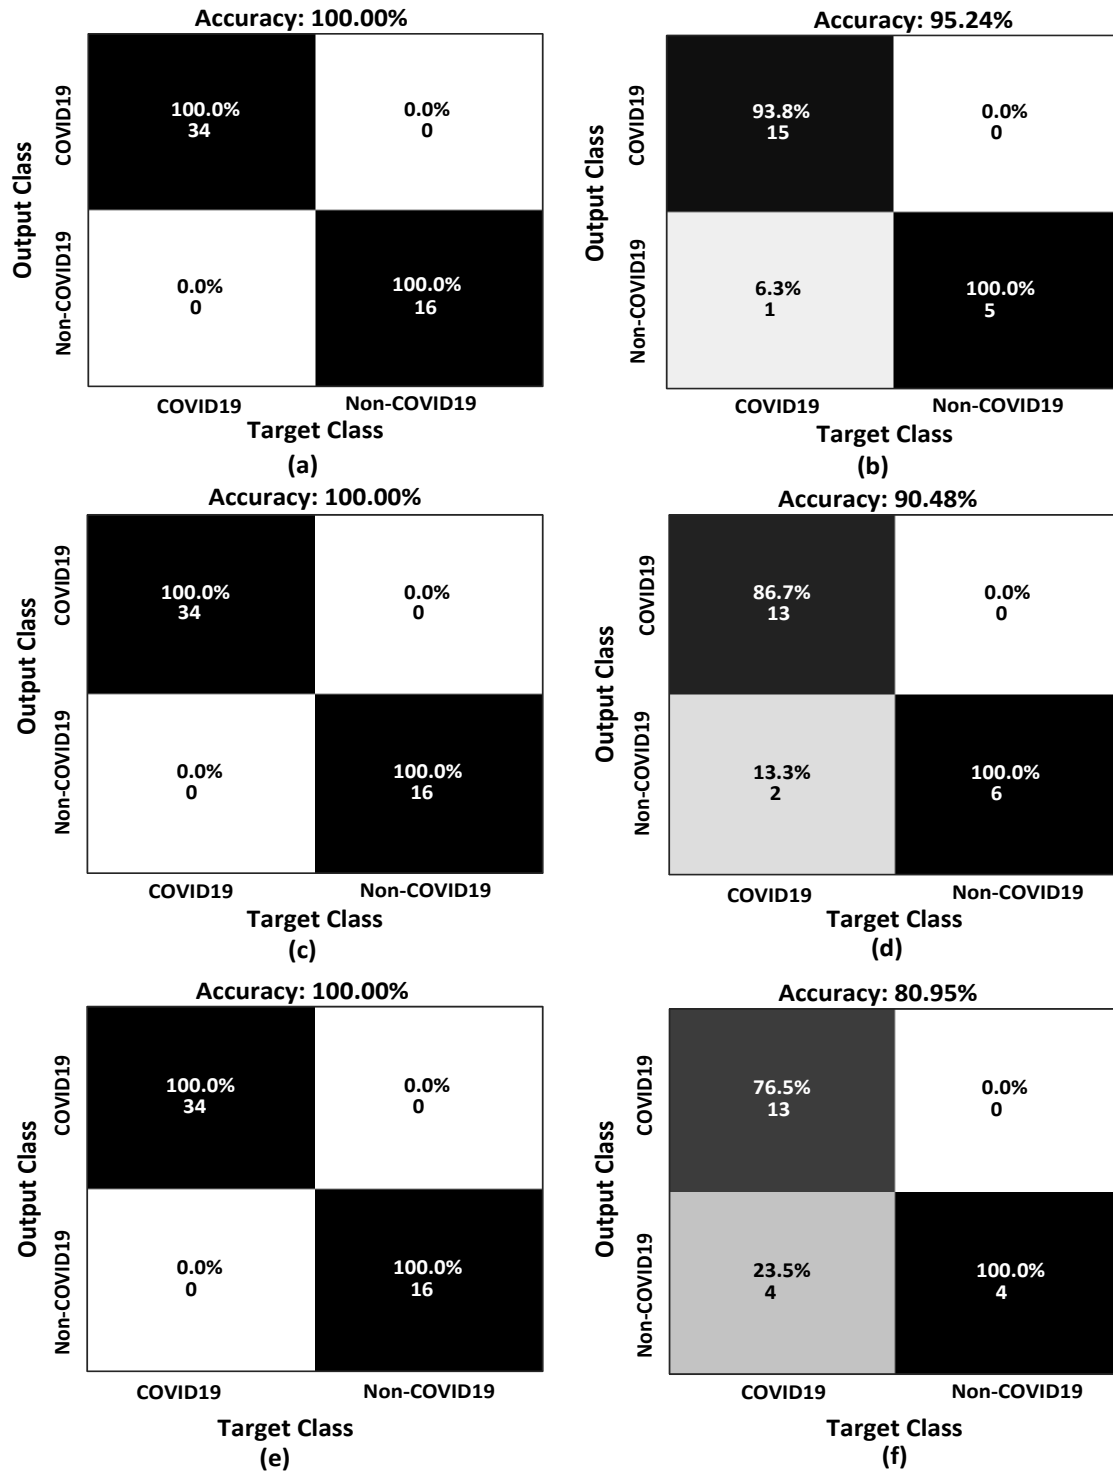 Accuracy: 100.00%
Output Class
COVID19
Non-COVID19
100.0%
34
0.0%
0
0.0%
0
100.0%
16
COVID19
Non-COVID19
Target Class
(a)
Accuracy: 95.24%
Output Class
COVID19
Non-COVID19
93.8%
15
0.0%
0
6.3%
1
100.0%
5
COVID19
Non-COVID19
Target Class
(b)
Accuracy: 100.00%
Output Class
COVID19
Non-COVID19
100.0%
34
0.0%
0
0.0%
0
100.0%
16
COVID19
Non-COVID19
Target Class
(c)
Accuracy: 90.48%
Output Class
COVID19
Non-COVID19
86.7%
13
0.0%
0
13.3%
2
100.0%
6
COVID19
Non-COVID19
Target Class
(d)
Accuracy: 100.00%
Output Class
COVID19
Non-COVID19
100.0%
34
0.0%
0
0.0%
0
100.0%
16
COVID19
Non-COVID19
Target Class
(e)
Accuracy: 80.95%
Output Class
COVID19
Non-COVID19
76.5%
13
0.0%
0
23.5%
4
100.0%
4
COVID19
Non-COVID19
Target Class
(f)